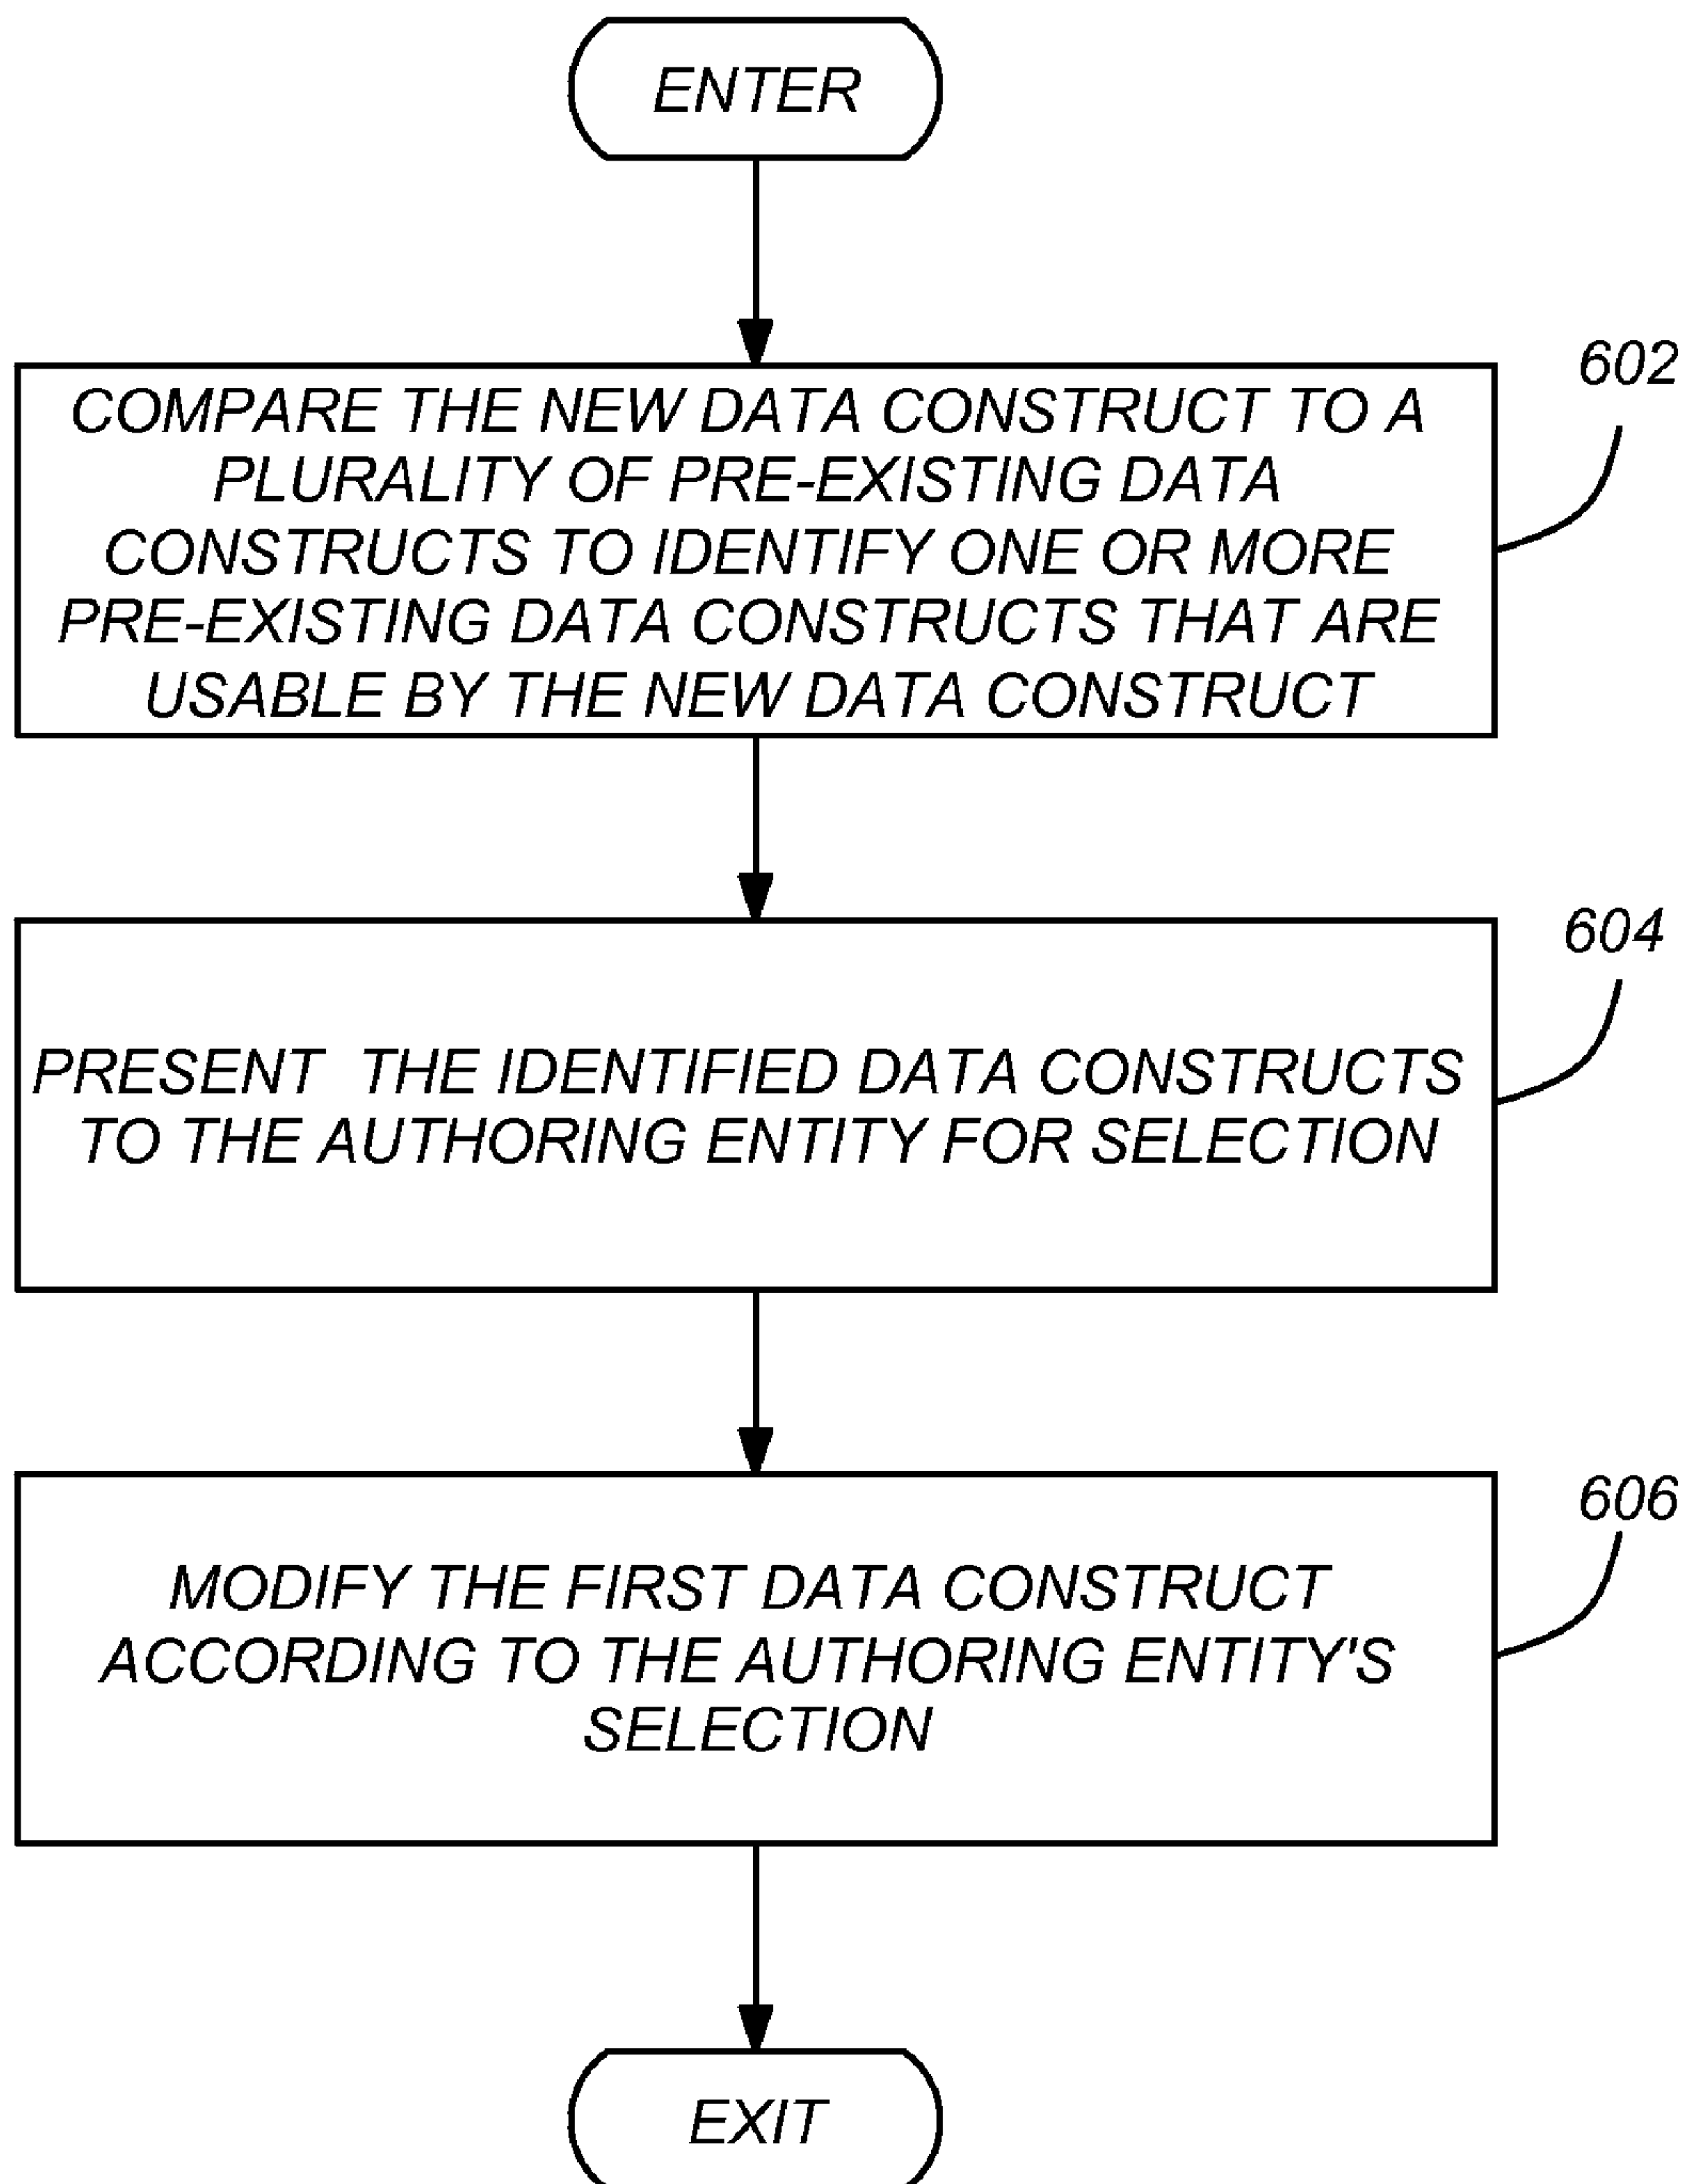 ENTER
602
COMPARE THE NEW DATA CONSTRUCT TO A
PLURALITY OF PRE-EXISTING DATA
CONSTRUCTS TO IDENTIFY ONE OR MORE
PRE-EXISTING DATA CONSTRUCTS THAT ARE
USABLE BY THE NEW DATA CONSTRUCT
604
PRESENT THE IDENTIFIED DATA CONSTRUCTS
TO THE AUTHORING ENTITY FOR SELECTION
606
MODIFY THE FIRST DATA CONSTRUCT
ACCORDING TO THE AUTHORING ENTITY'S
SELECTION
EXIT